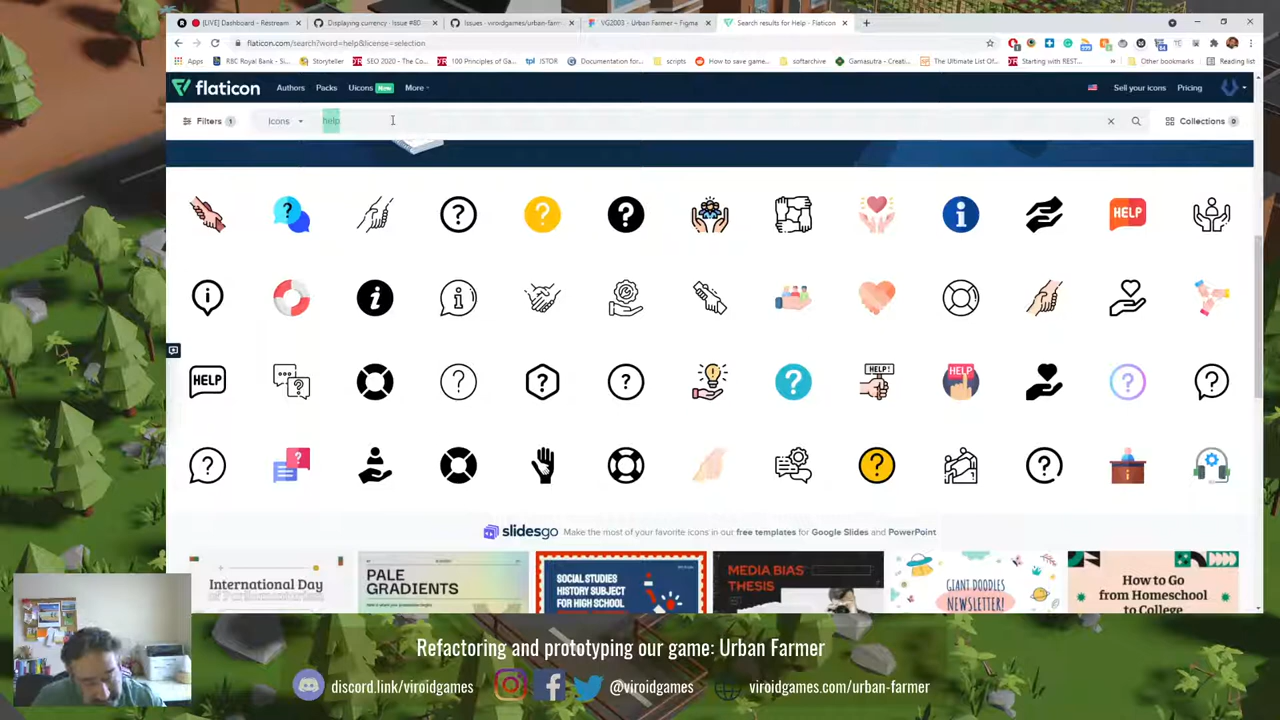 [LIVE] Dashboard - Restream
Displaying currency · Issue #80
Issues · viroidgames/urban-farm
VG2003 - Urban Farmer – Figma
Search results for Help - Flaticon
flaticon.com/search?word=help&license=selection
Apps
RBC Royal Bank - Si...
Storyteller
SEO 2020 - The Co...
100 Principles of Ga...
tpl
JSTOR
Documentation for...
scripts
How to save game...
softarchive
Gamasutra - Creati...
The Ultimate List Of...
Starting with REST...
»
Other bookmarks
Reading list
flaticon
Authors
Packs
Uicons New
More
Sell your icons
Pricing
Filters 1
Icons
help
Collections 0
HELP
HELP
HELP!
HELP
slidesgo Make the most of your favorite icons in our free templates for Google Slides and PowerPoint
International Day
PALE
GRADIENTS
SOCIAL STUDIES
HISTORY SUBJECT
FOR HIGH SCHOOL
MEDIA BIAS
THESIS
GIANT DOODLES
NEWSLETTER!
How to Go
from Homeschool
to College
Refactoring and prototyping our game: Urban Farmer
discord.link/viroidgames
@viroidgames
viroidgames.com/urban-farmer